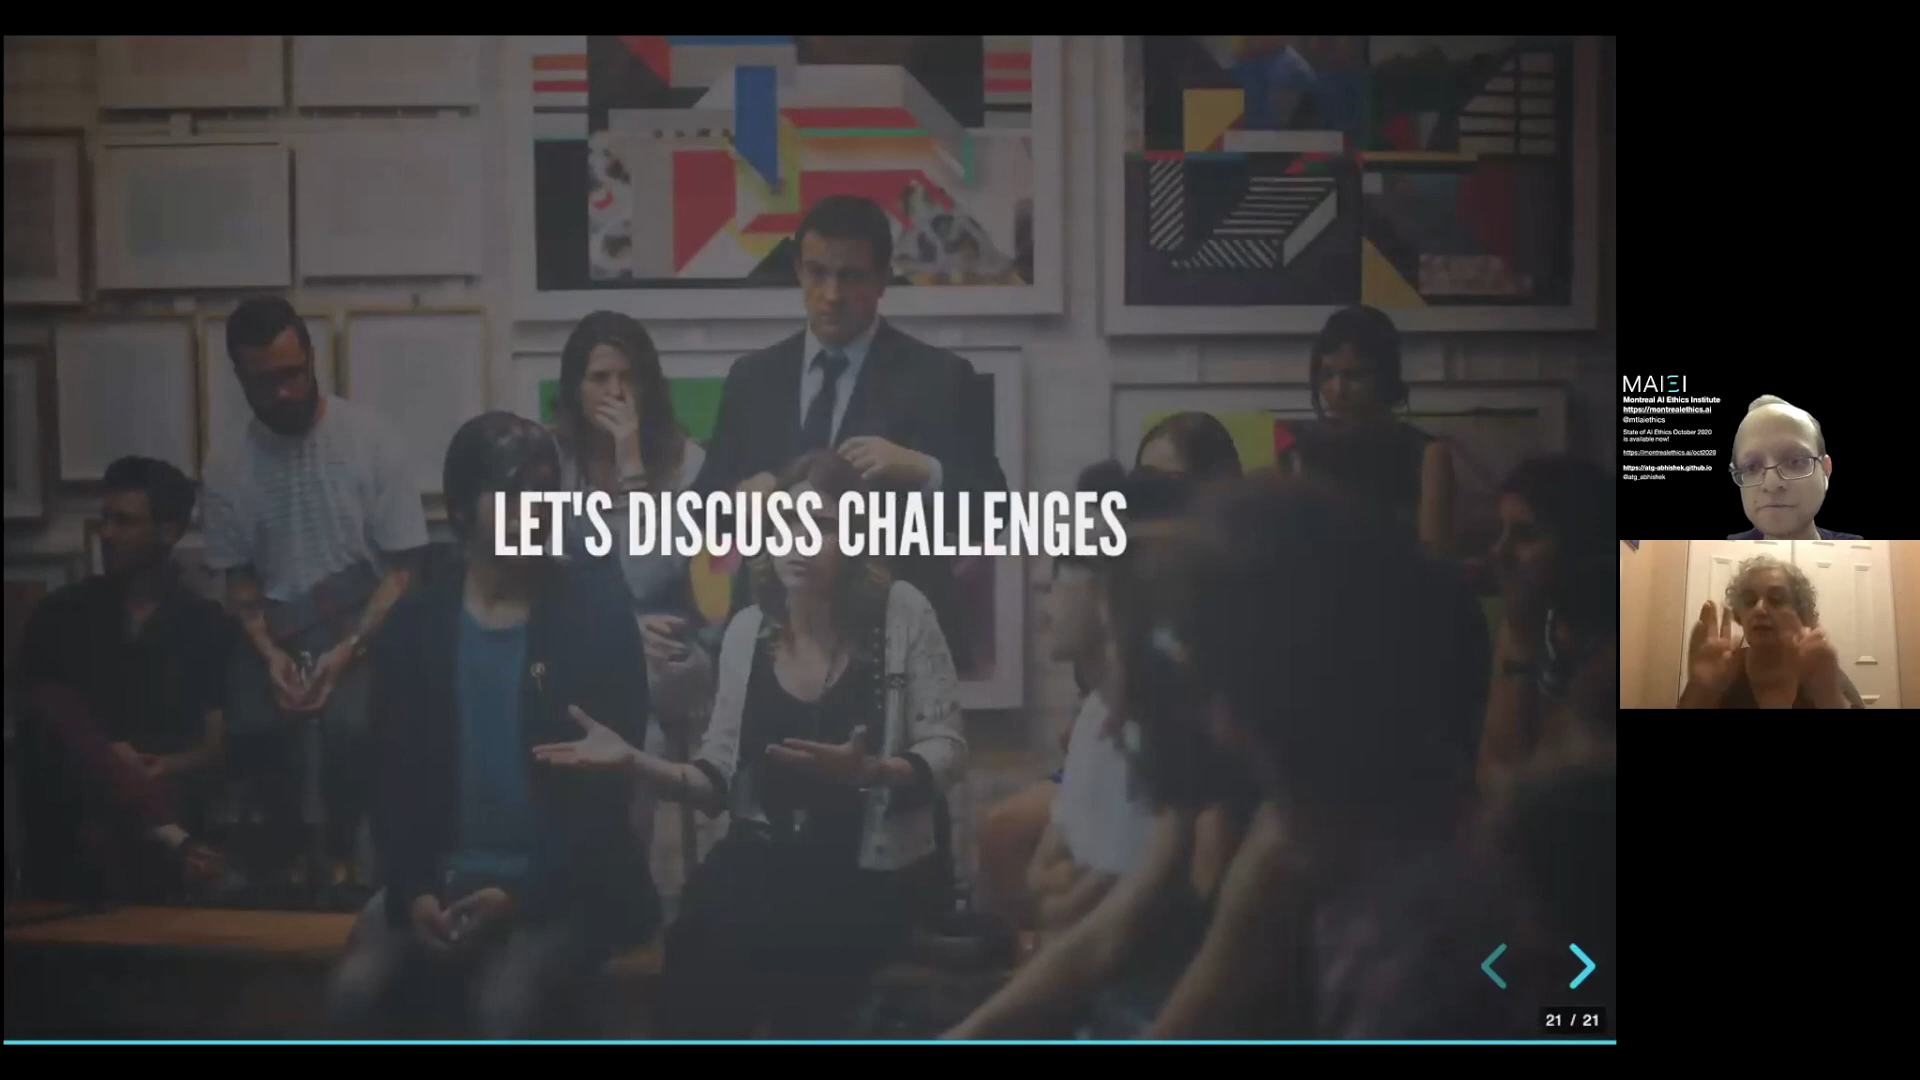 LET'S DISCUSS CHALLENGES
21 / 21
MAIEI
Montreal AI Ethics Institute
https://montrealethics.ai
@mtlaiethics
State of AI Ethics October 2020
is available now!
https://montrealethics.ai/oct2020
https://atg-abhishek.github.io
@atg_abhishek